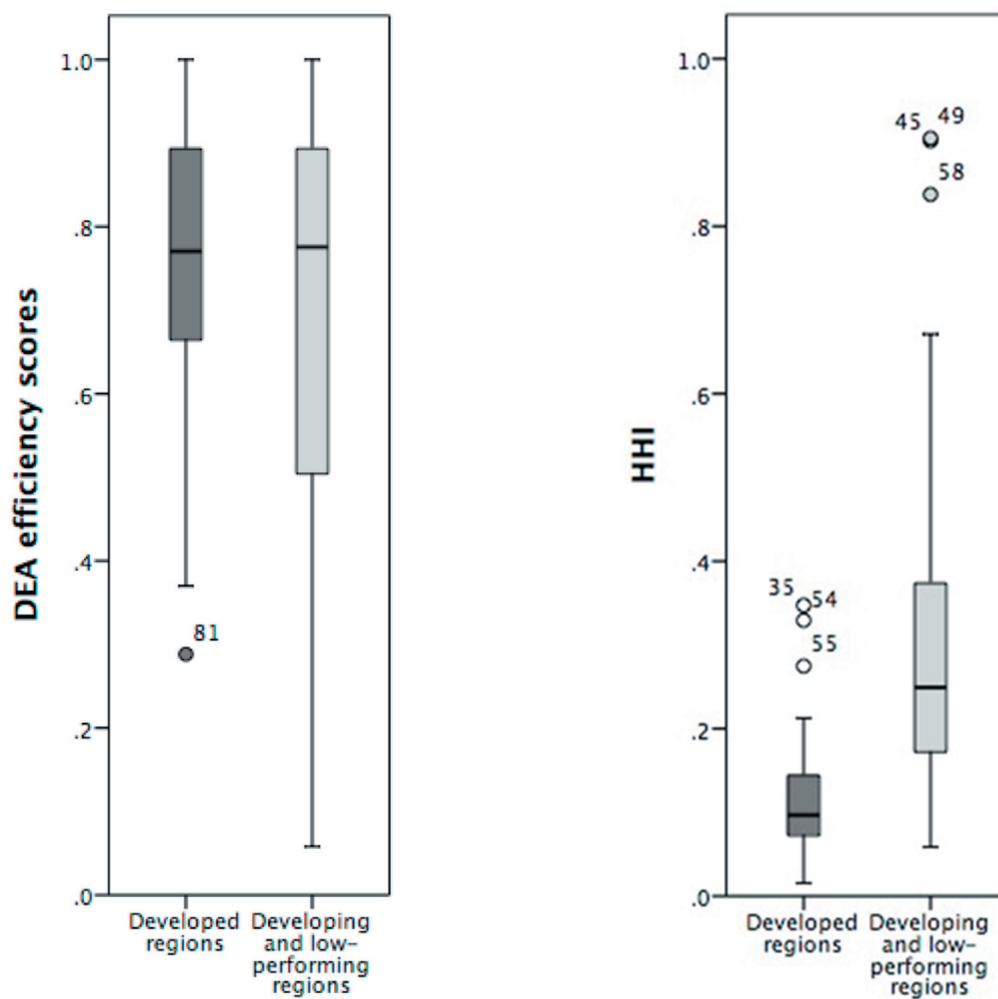 DEA efficiency scores
1.0
.8
.6
.4
.2
.0
81
Developed
regions
Developing
and low-
performing
regions
HHI
1.0
.8
.6
.4
.2
.0
45 49
58
35 54
55
Developed
regions
Developing
and low-
performing
regions